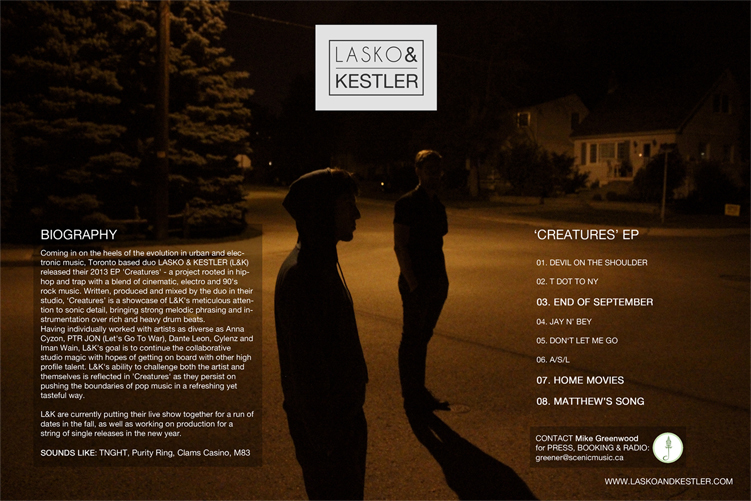 LASKO&
KESTLER
BIOGRAPHY
Coming in on the heels of the evolution in urban and elec-
tronic music, Toronto based duo LASKO & KESTLER (L&K)
released their 2013 EP 'Creatures' - a project rooted in hip-
hop and trap with a blend of cinematic, electro and 90's
rock music. Written, produced and mixed by the duo in their
studio, 'Creatures' is a showcase of L&K's meticulous atten-
tion to sonic detail, bringing strong melodic phrasing and in-
strumentation over rich and heavy drum beats.
Having individually worked with artists as diverse as Anna
Cyzon, PTR JON (Let's Go To War), Dante Leon, Cylenz and
Iman Wain, L&K's goal is to continue the collaborative
studio magic with hopes of getting on board with other high
profile talent. L&K's ability to challenge both the artist and
themselves is reflected in 'Creatures' as they persist on
pushing the boundaries of pop music in a refreshing yet
tasteful way.
L&K are currently putting their live show together for a run of
dates in the fall, as well as working on production for a
string of single releases in the new year.
SOUNDS LIKE: TNGHT, Purity Ring, Clams Casino, M83
'CREATURES' EP
01. DEVIL ON THE SHOULDER
02. T DOT TO NY
03. END OF SEPTEMBER
04. JAY N' BEY
05. DON'T LET ME GO
06. A/S/L
07. HOME MOVIES
08. MATTHEW'S SONG
CONTACT Mike Greenwood
for PRESS, BOOKING & RADIO:
greener@scenicmusic.ca
WWW.LASKOANDKESTLER.COM